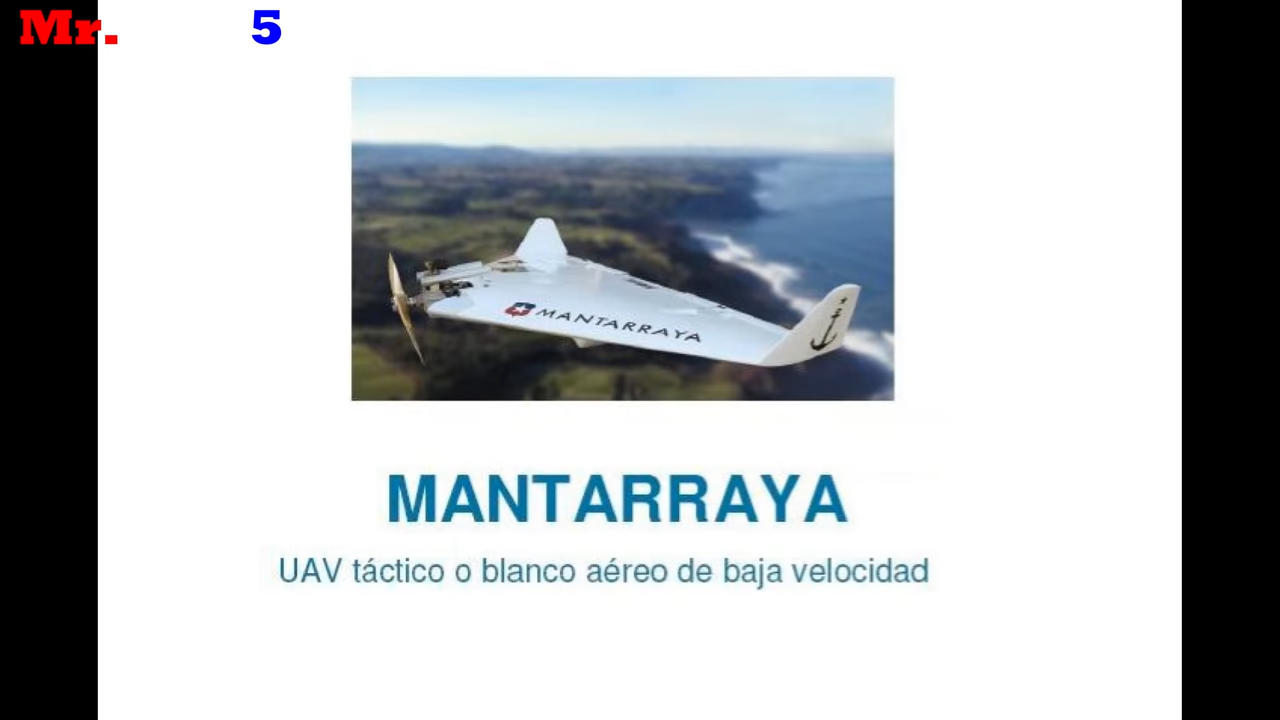 Mr. 5
MANTARRAYA
MANTARRAYA
UAV táctico o blanco aéreo de baja velocidad